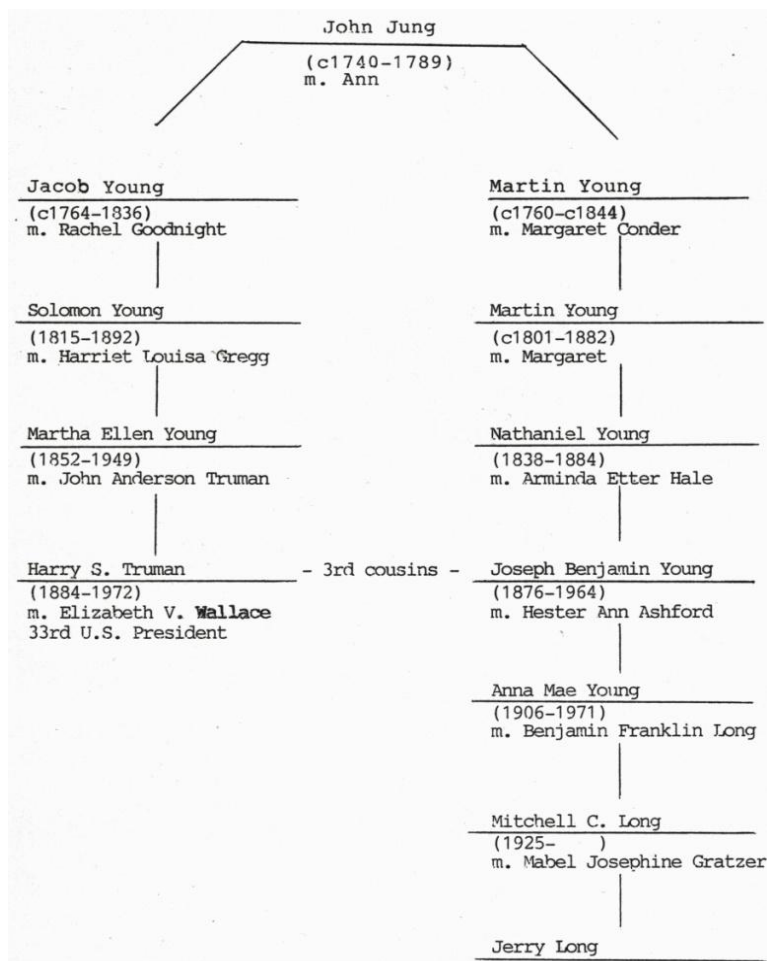 John Jung
(c1740-1789)
m. Ann
Jacob Young
(c1764-1836)
m. Rachel Goodnight
Solomon Young
(1815-1892)
m. Harriet Louisa Gregg
Martha Ellen Young
(1852-1949)
m. John Anderson Truman
Harry S. Truman
(1884-1972)
m. Elizabeth V. Wallace
33rd U.S. President
- 3rd cousins -
Martin Young
(c1760-c1844)
m. Margaret Conder
Martin Young
(c1801-1882)
m. Margaret
Nathaniel Young
(1838-1884)
m. Arminda Etter Hale
Joseph Benjamin Young
(1876-1964)
m. Hester Ann Ashford
Anna Mae Young
(1906-1971)
m. Benjamin Franklin Long
Mitchell C. Long
(1925-    )
m. Mabel Josephine Gratzer
Jerry Long